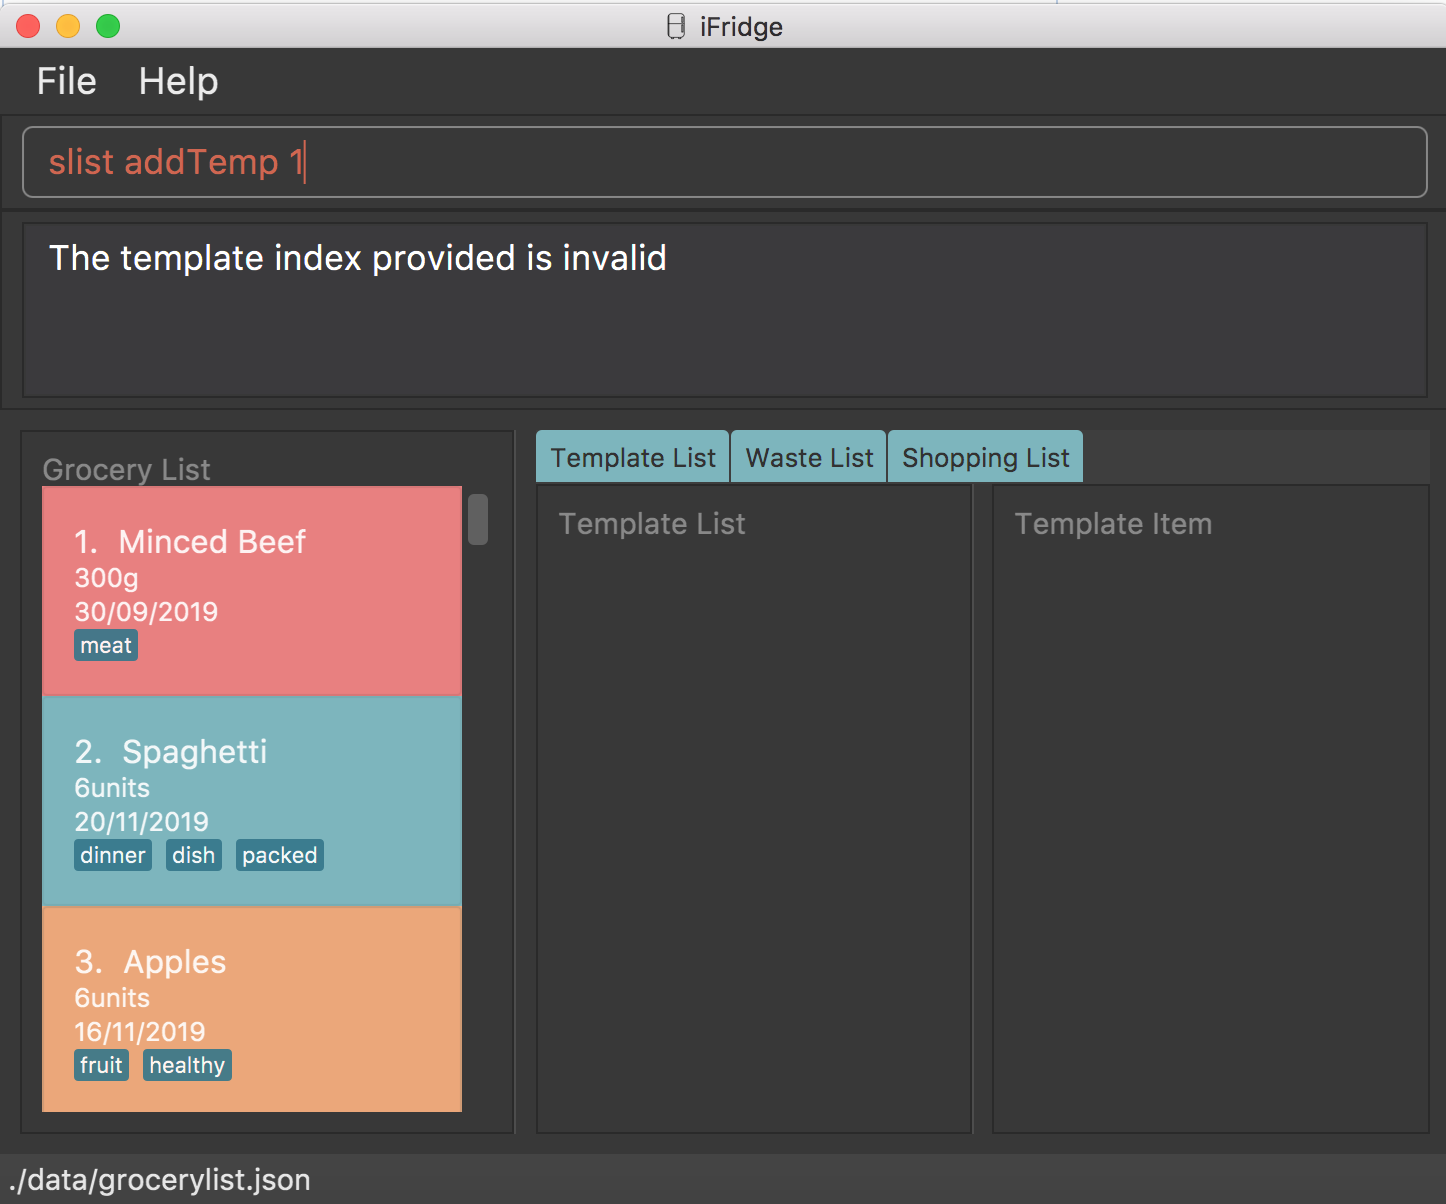 iFridge
File Help
slist addTemp 1
The template index provided is invalid
Grocery List
1. Minced Beef
300g
30/09/2019
meat
2. Spaghetti
6units
20/11/2019
dinner dish packed
3. Apples
6units
16/11/2019
fruit healthy
Template List Waste List Shopping List
Template List
Template Item
./data/grocerylist.json